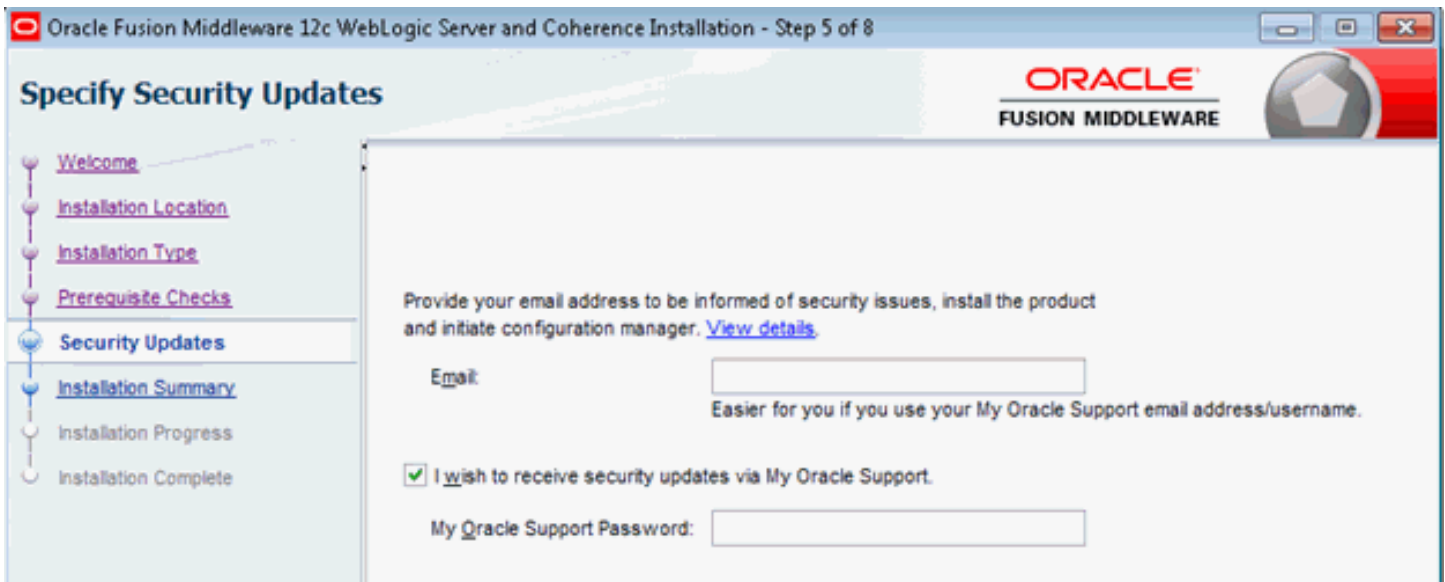 Oracle Fusion Middleware 12c WebLogic Server and Coherence Installation - Step 5 of 8
Specify Security Updates
ORACLE
FUSION MIDDLEWARE
Welcome
Installation Location
Installation Type
Prerequisite Checks
Security Updates
Installation Summary
Installation Progress
Installation Complete
Provide your email address to be informed of security issues, install the product
and initiate configuration manager. View details.
Email:
Easier for you if you use your My Oracle Support email address/username.
I wish to receive security updates via My Oracle Support.
My Oracle Support Password: